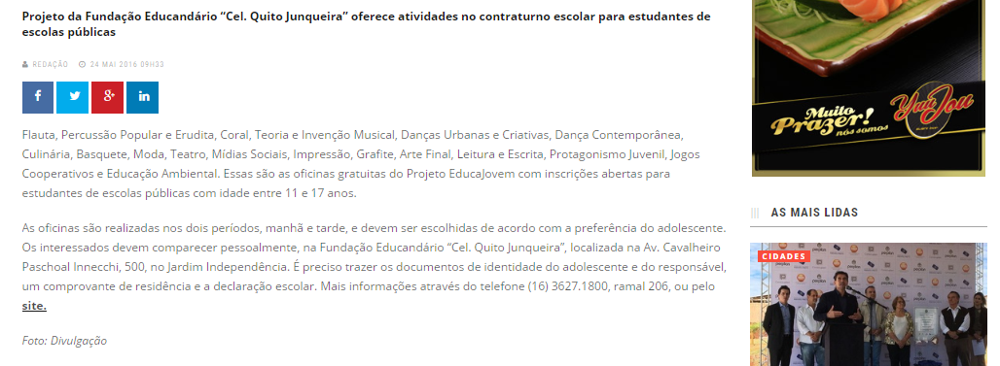 Projeto da Fundação Educandário “Cel. Quito Junqueira” oferece atividades no contraturno escolar para estudantes de
escolas públicas
REDAÇÃO 24 MAI 2016 09H33
Flauta, Percussão Popular e Erudita, Coral, Teoria e Invenção Musical, Danças Urbanas e Criativas, Dança Contemporânea,
Culinária, Basquete, Moda, Teatro, Mídias Sociais, Impressão, Grafite, Arte Final, Leitura e Escrita, Protagonismo Juvenil, Jogos
Cooperativos e Educação Ambiental. Essas são as oficinas gratuitas do Projeto EducaJovem com inscrições abertas para
estudantes de escolas públicas com idade entre 11 e 17 anos.
As oficinas são realizadas nos dois períodos, manhã e tarde, e devem ser escolhidas de acordo com a preferência do adolescente.
Os interessados devem comparecer pessoalmente, na Fundação Educandário “Cel. Quito Junqueira”, localizada na Av. Cavalheiro
Paschoal Innecchi, 500, no Jardim Independência. É preciso trazer os documentos de identidade do adolescente e do responsável,
um comprovante de residência e a declaração escolar. Mais informações através do telefone (16) 3627.1800, ramal 206, ou pelo
site.
Foto: Divulgação
Muito
Prazer!
nós somos
YuuJou
AS MAIS LIDAS
CIDADES